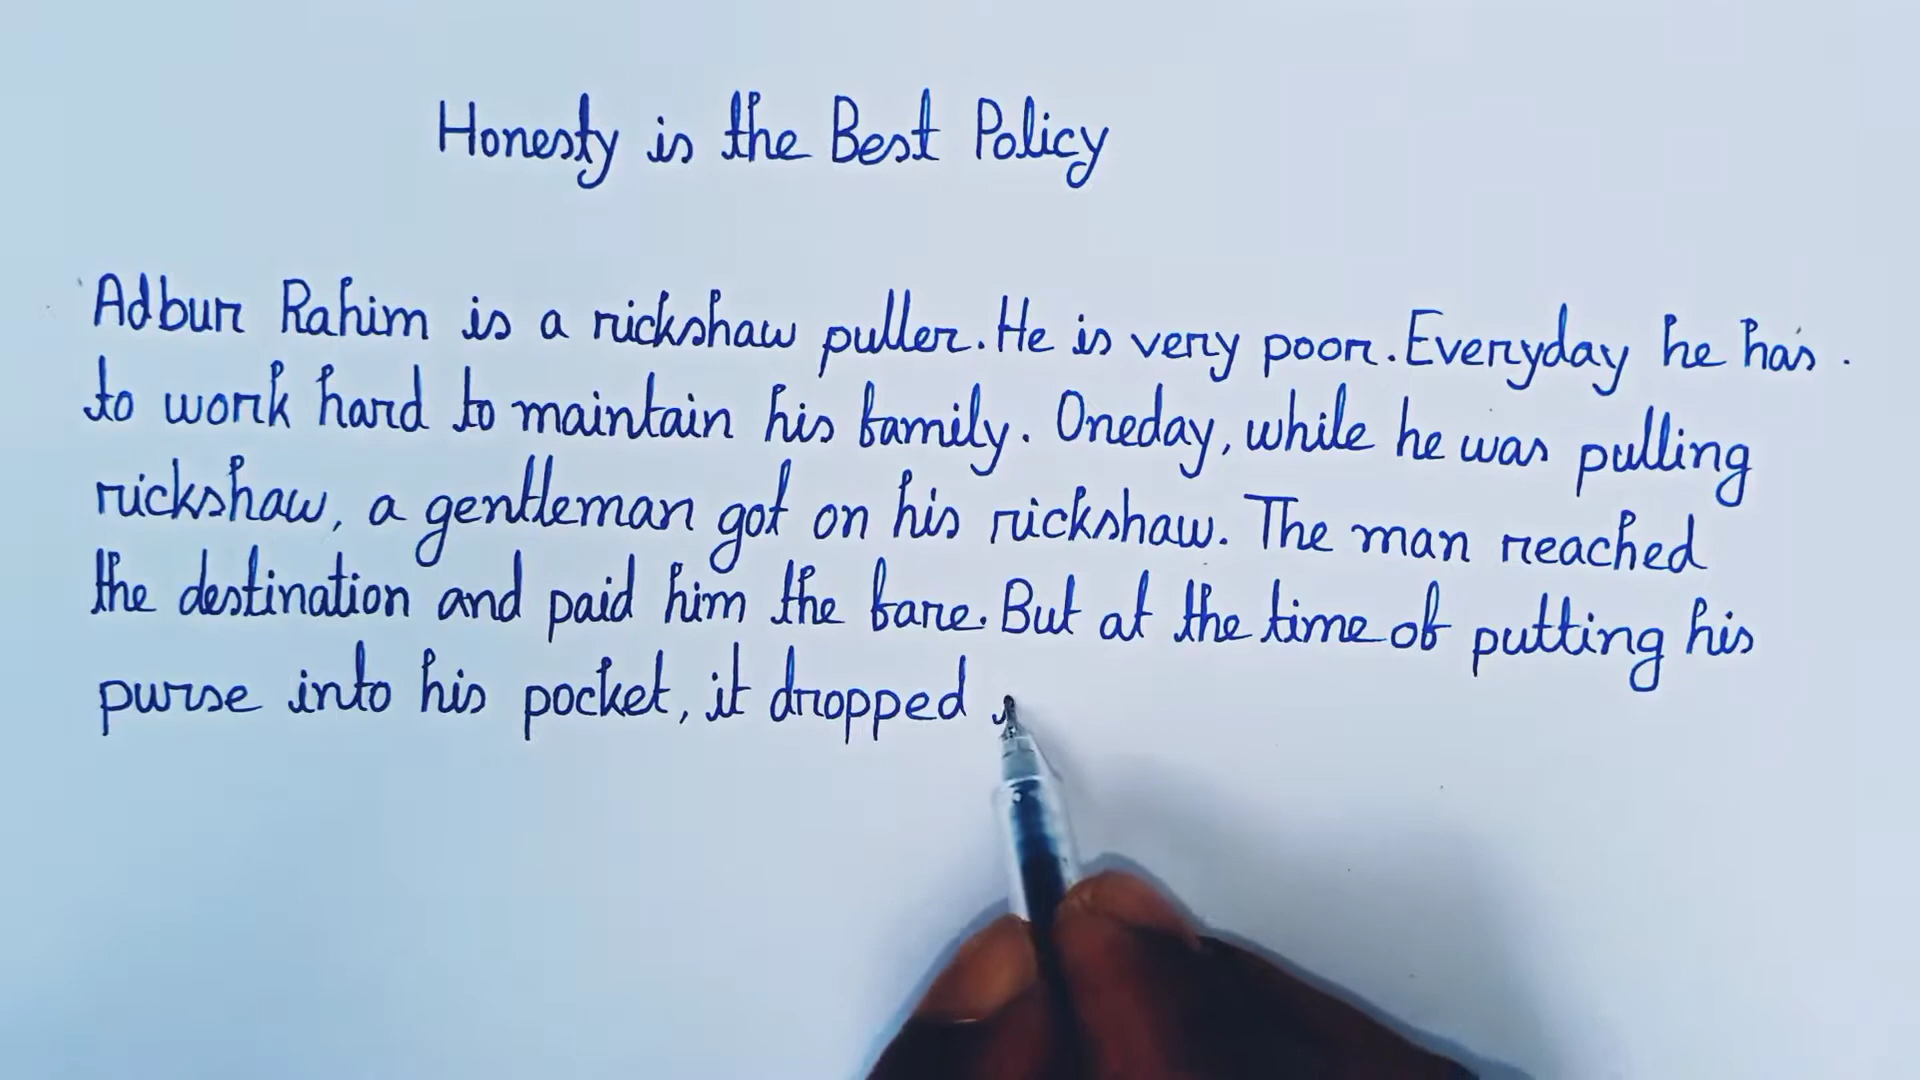 Honesty is the Best Policy
Adbur Rahim is a rickshaw puller. He is very poor. Everyday he has
to work hard to maintain his family. Oneday, while he was pulling
rickshaw, a gentleman got on his rickshaw. The man reached
the destination and paid him the fare. But at the time of putting his
purse into his pocket, it dropped